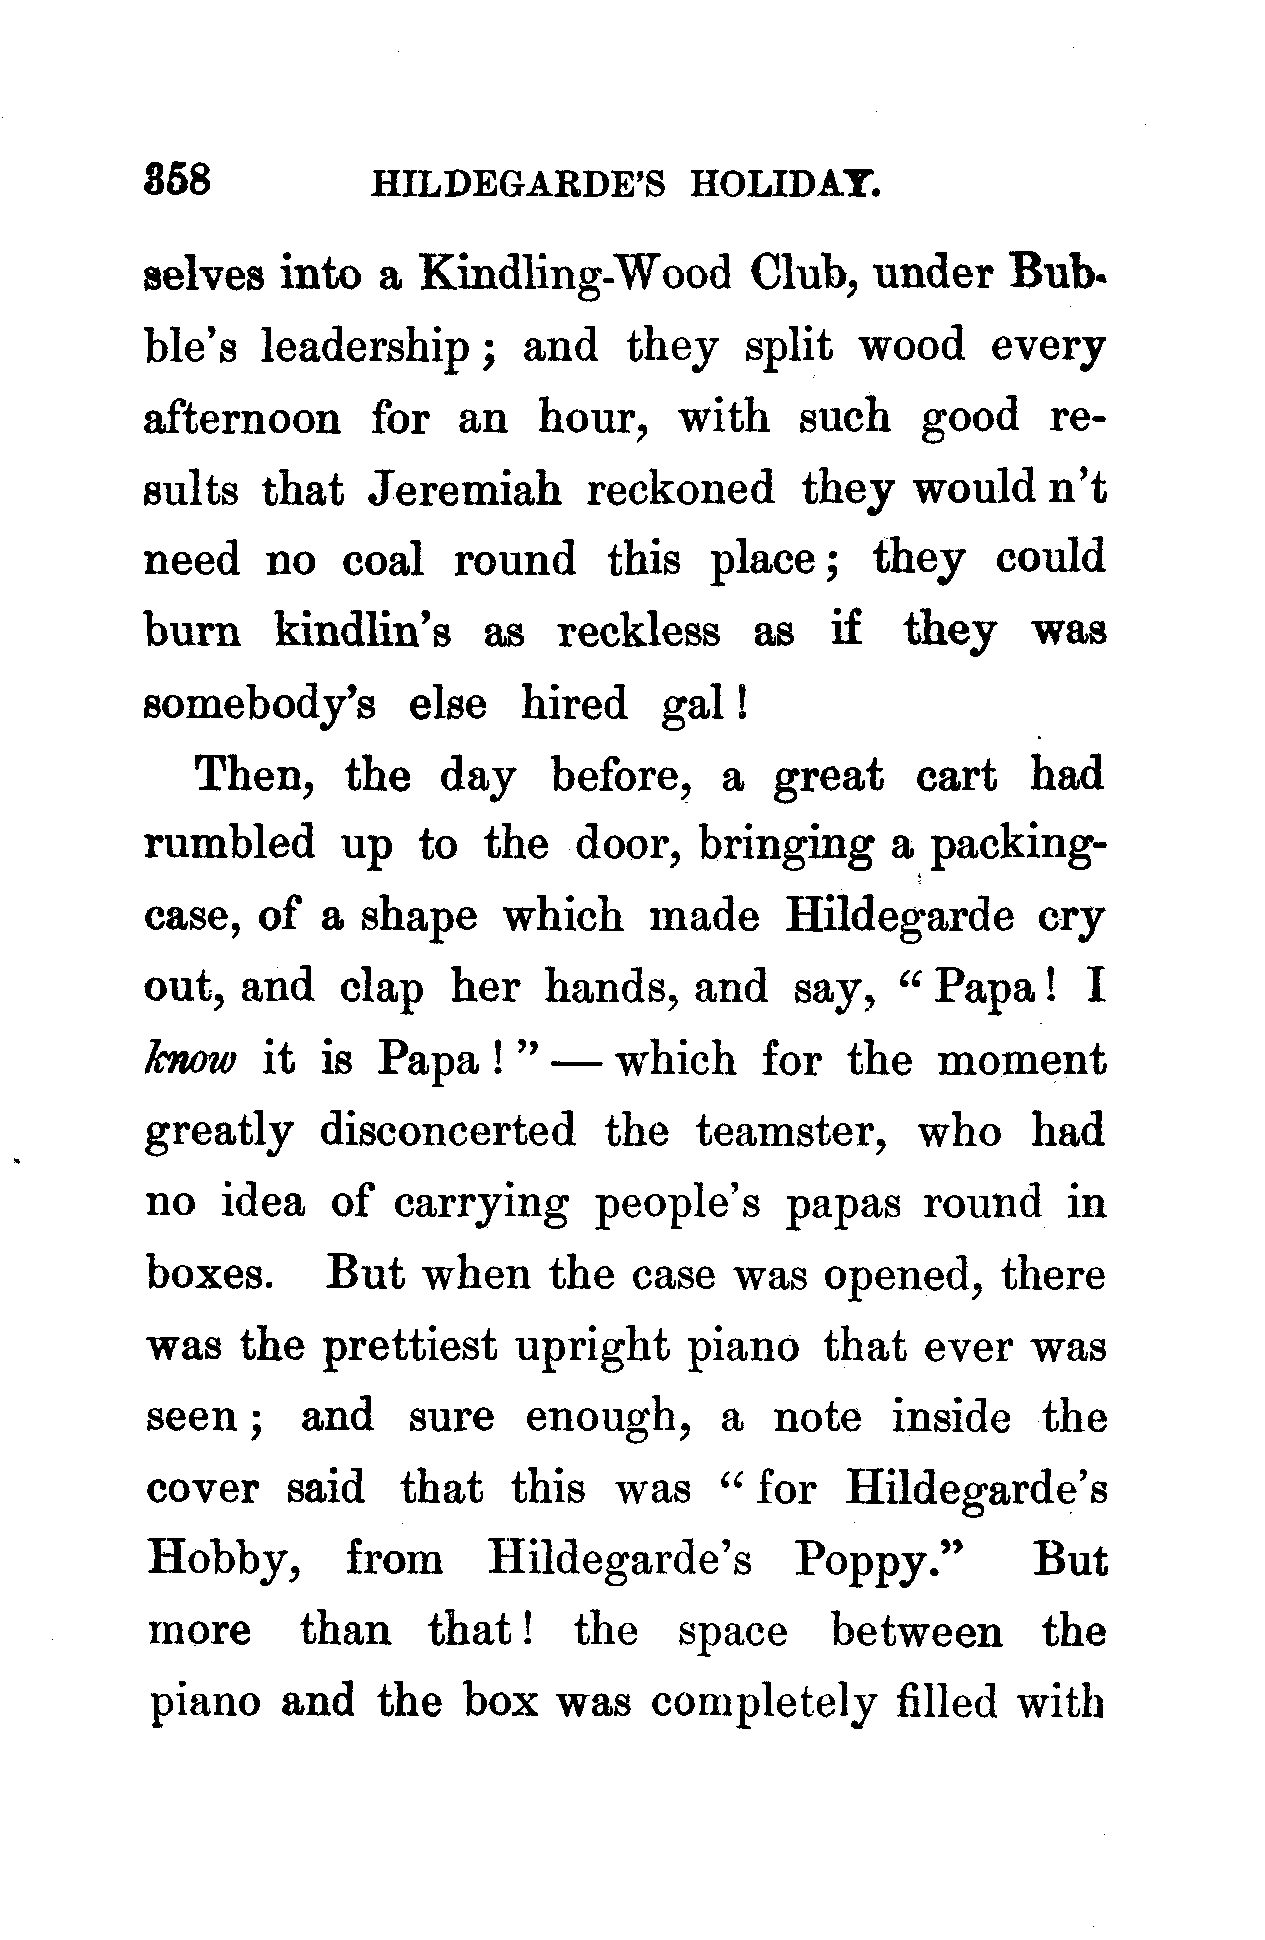 358 HILDEGARDE'S HOLIDAY.
selves into a Kindling-Wood Club, under Bub-
ble's leadership; and they split wood every
afternoon for an hour, with such good re-
sults that Jeremiah reckoned they would n't
need no coal round this place; they could
burn kindlin's as reckless as if they was
somebody's else hired gal!
Then, the day before, a great cart had
rumbled up to the door, bringing a packing-
case, of a shape which made Hildegarde cry
out, and clap her hands, and say, "Papa! I
know it is Papa!" — which for the moment
greatly disconcerted the teamster, who had
no idea of carrying people's papas round in
boxes. But when the case was opened, there
was the prettiest upright piano that ever was
seen; and sure enough, a note inside the
cover said that this was "for Hildegarde's
Hobby, from Hildegarde's Poppy." But
more than that! the space between the
piano and the box was completely filled with